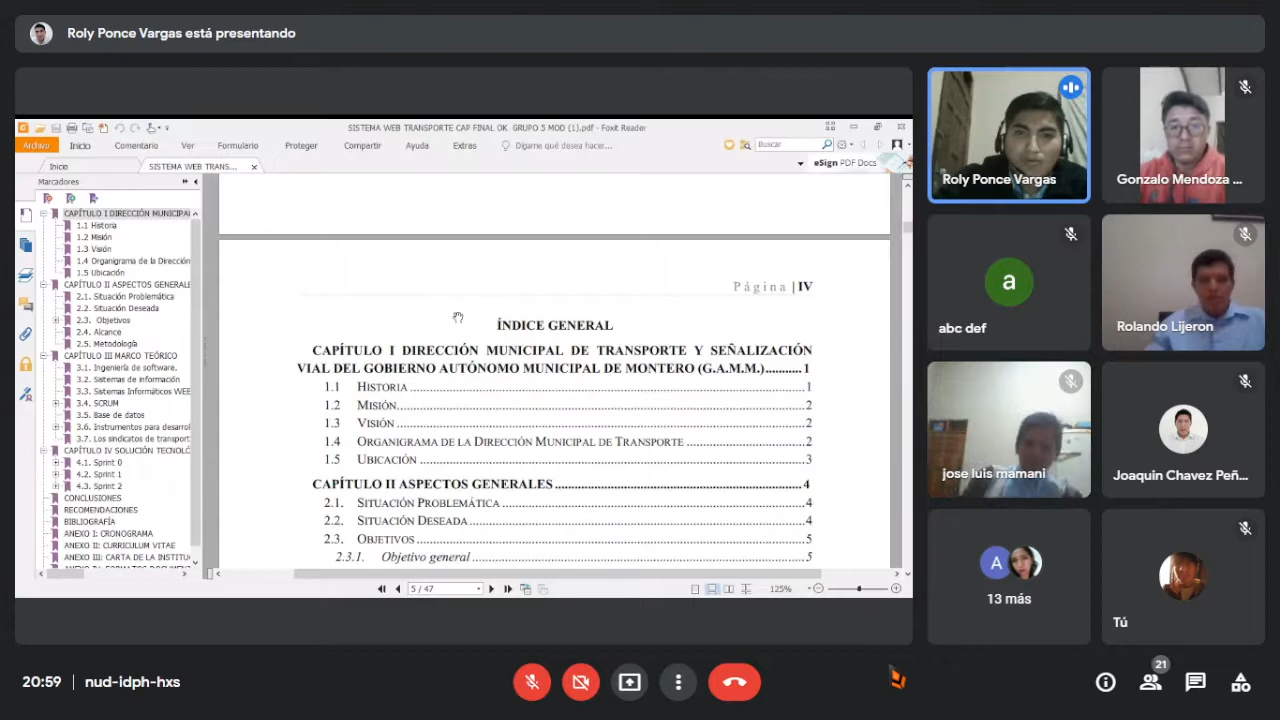 Roly Ponce Vargas está presentando
SISTEMA WEB TRANSPORTE CAP FINAL OK GRUPO 5 MOD (1).pdf - Foxit Reader
Archivo Inicio Comentario Ver Formulario Proteger Compartir Ayuda Extras Dígame qué desea hacer... Buscar
Inicio SISTEMA WEB TRANS... eSign PDF Docs
Marcadores
CAPÍTULO I DIRECCIÓN MUNICIPAL
1.1 Historia
1.2 Misión
1.3 Visión
1.4 Organigrama de la Dirección
1.5 Ubicación
CAPÍTULO II ASPECTOS GENERALE
2.1. Situación Problemática
2.2. Situación Deseada
2.3. Objetivos
2.4. Alcance
2.5. Metodología
CAPÍTULO III MARCO TEÓRICO
3.1. Ingeniería de software.
3.2. Sistemas de información
3.3. Sistemas Informáticos WEB
3.4. SCRUM
3.5. Base de datos
3.6. Instrumentos para desarrol
3.7. Los sindicatos de transport
CAPÍTULO IV SOLUCIÓN TECNOLÓ
4.1. Sprint 0
4.2. Sprint 1
4.3. Sprint 2
CONCLUSIONES
RECOMENDACIONES
BIBLIOGRAFÍA
ANEXO I: CRONOGRAMA
ANEXO II: CURRICULUM VITAE
ANEXO III: CARTA DE LA INSTITU
Página |IV
ÍNDICE GENERAL
CAPÍTULO I DIRECCIÓN MUNICIPAL DE TRANSPORTE Y SEÑALIZACIÓN
VIAL DEL GOBIERNO AUTÓNOMO MUNICIPAL DE MONTERO (G.A.M.M.)..........1
1.1 HISTORIA ..........1
1.2 MISIÓN..........2
1.3 VISIÓN ..........2
1.4 ORGANIGRAMA DE LA DIRECCIÓN MUNICIPAL DE TRANSPORTE ..........2
1.5 UBICACIÓN ..........3
CAPÍTULO II ASPECTOS GENERALES ..........4
2.1. SITUACIÓN PROBLEMÁTICA ..........4
2.2. SITUACIÓN DESEADA ..........4
2.3. OBJETIVOS ..........5
2.3.1. Objetivo general ..........5
5 / 47 125%
Roly Ponce Vargas
Gonzalo Mendoza ...
a
abc def
Rolando Lijeron
jose luis mamani
Joaquin Chavez Peñ...
A
13 más
Tú
20:59 | nud-idph-hxs
21